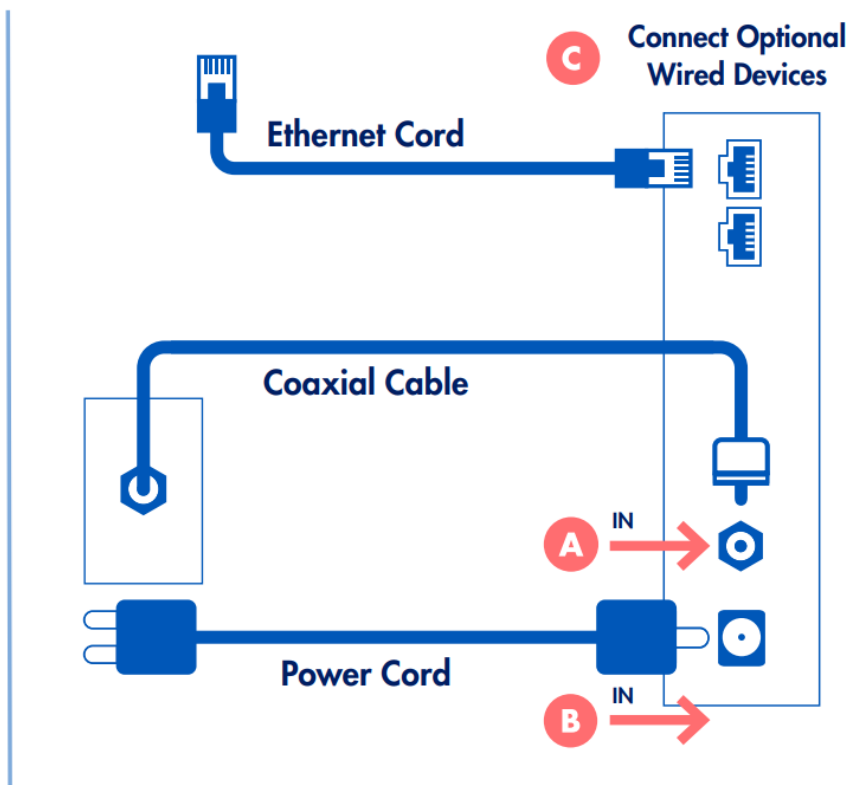 C
Connect Optional
Wired Devices
Ethernet Cord
Coaxial Cable
IN
A
Power Cord
IN
B